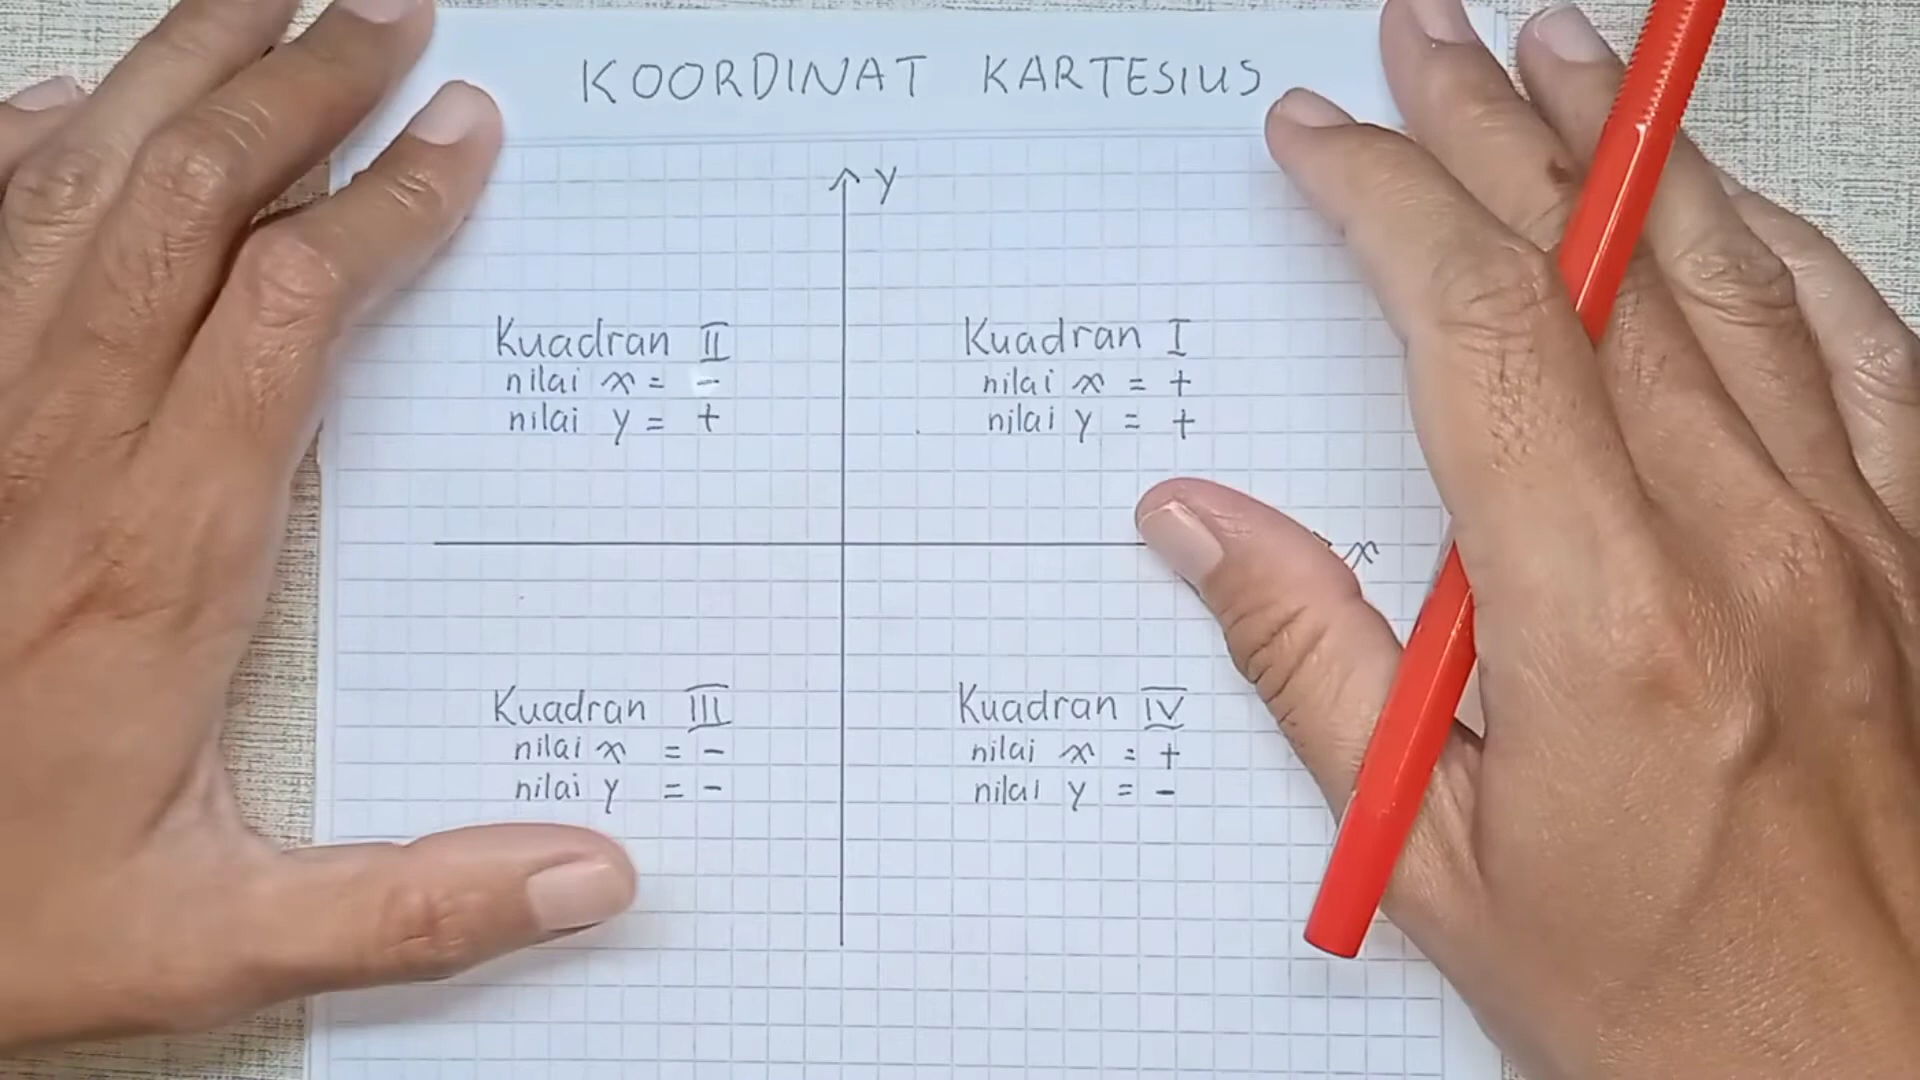 KOORDINAT KARTESIUS
y
Kuadran II
nilai x = -
nilai y = +
Kuadran I
nilai x = +
nilai y = +
x
Kuadran III
nilai x = -
nilai y = -
Kuadran IV
nilai x = +
nilai y = -